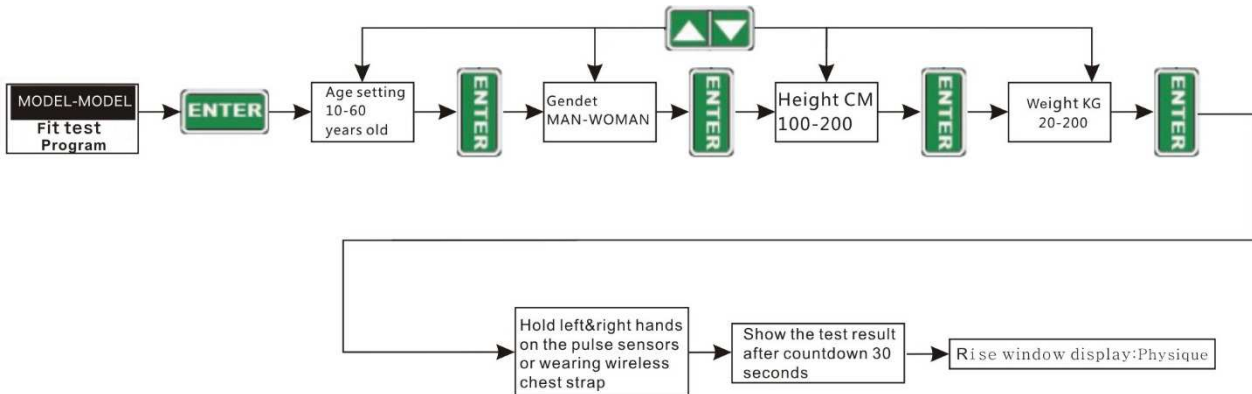 MODEL-MODEL
Fit test
Program
ENTER
Age setting
10-60
years old
ENTER
Gendet
MAN-WOMAN
ENTER
Height CM
100-200
ENTER
Weight KG
20-200
ENTER
Hold left&right hands
on the pulse sensors
or wearing wireless
chest strap
Show the test result
after countdown 30
seconds
Rise window display:Physique